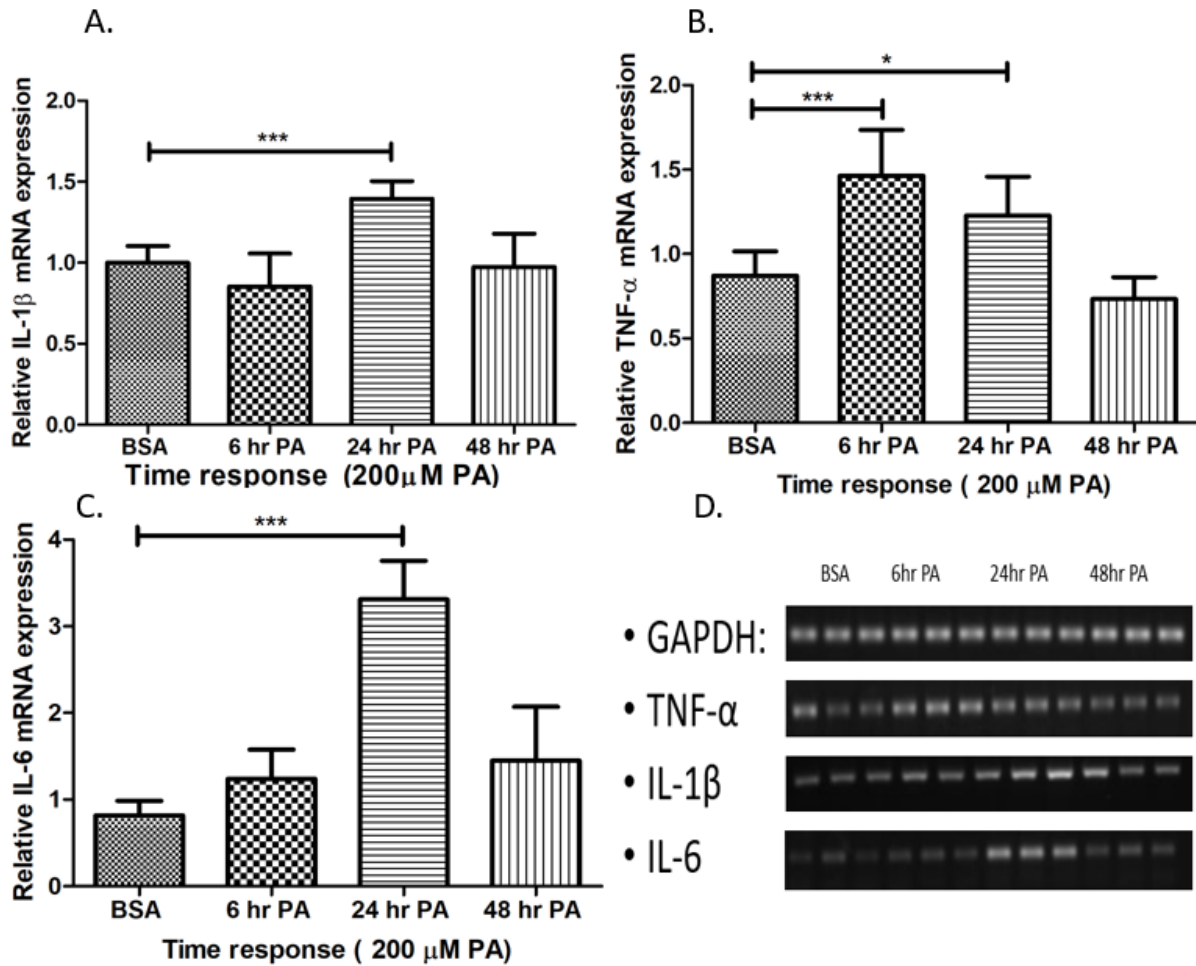 A.
Relative IL-1β mRNA expression
2.0
1.5
1.0
0.5
0.0
***
BSA 6 hr PA 24 hr PA 48 hr PA
Time response (200μM PA)
B.
Relative TNF-α mRNA expression
2.0
1.5
1.0
0.5
0.0
*
***
BSA 6 hr PA 24 hr PA 48 hr PA
Time response ( 200 μM PA)
C.
Relative IL-6 mRNA expression
4
3
2
1
0
***
BSA 6 hr PA 24 hr PA 48 hr PA
Time response ( 200 μM PA)
D.
BSA 6hr PA 24hr PA 48hr PA
• GAPDH:
• TNF-α
• IL-1β
• IL-6